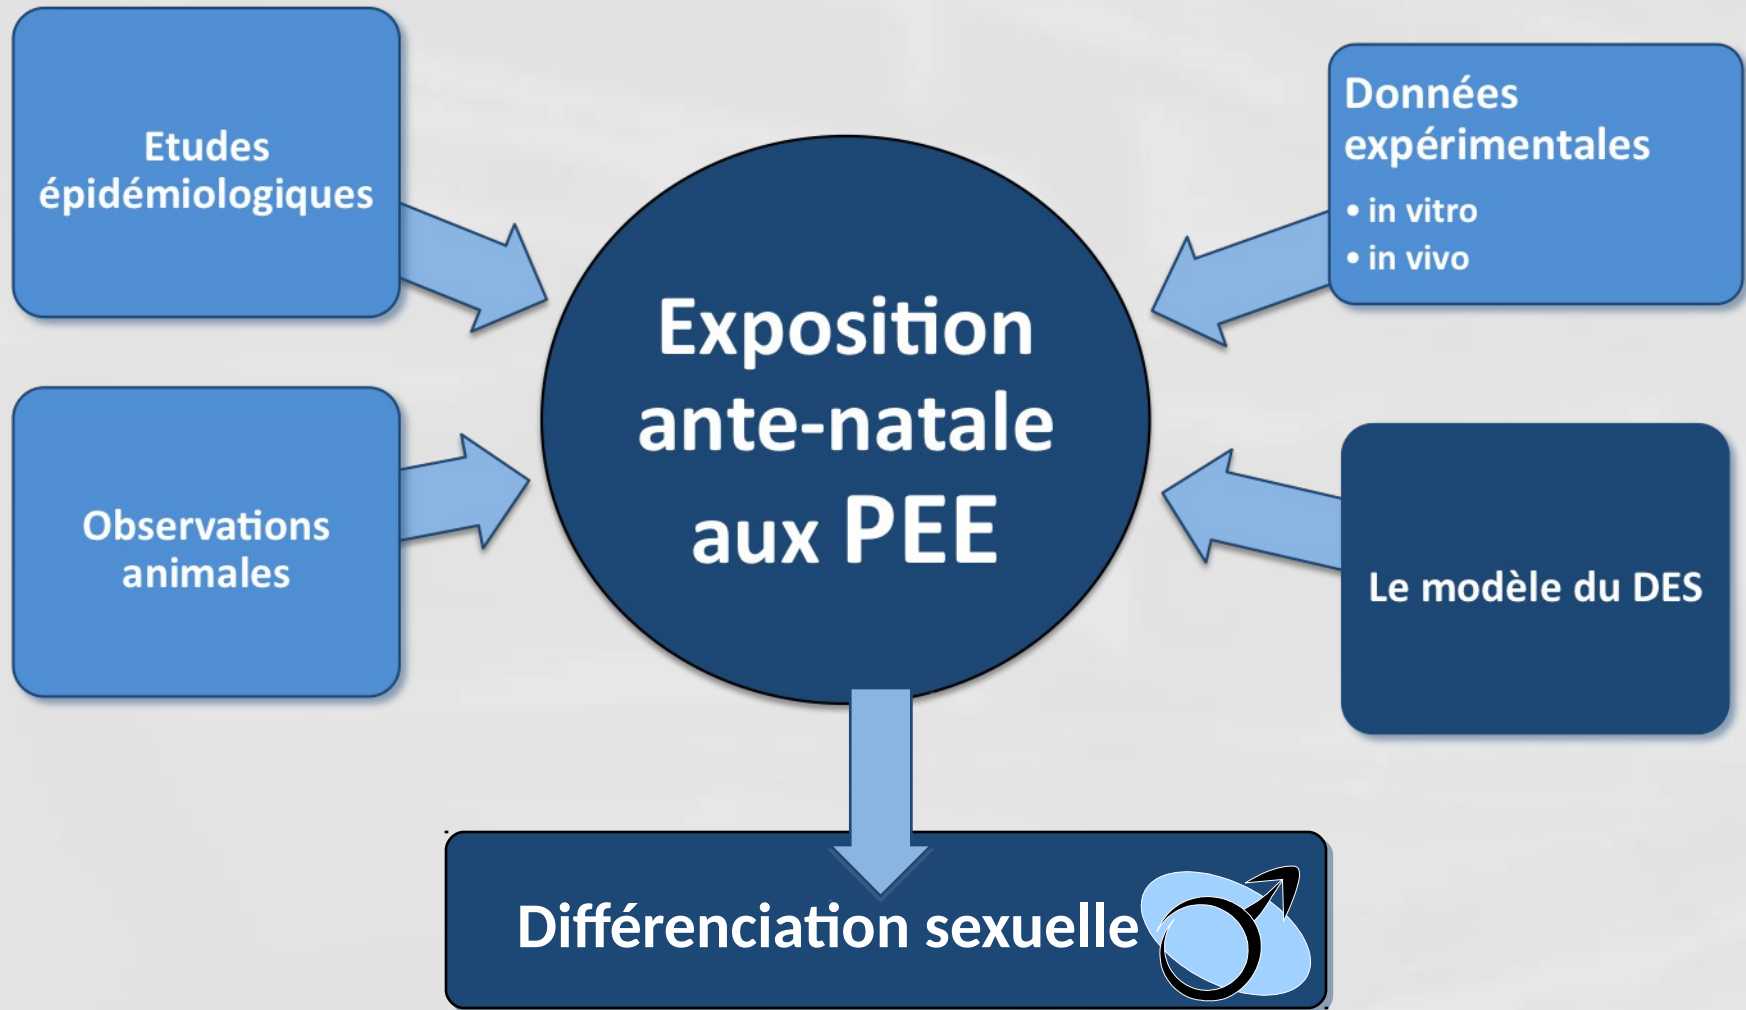 Etudes
épidémiologiques
Données
expérimentales
• in vitro
• in vivo
Exposition
ante-natale
aux PEE
Observations
animales
Le modèle du DES
Différenciation sexuelle